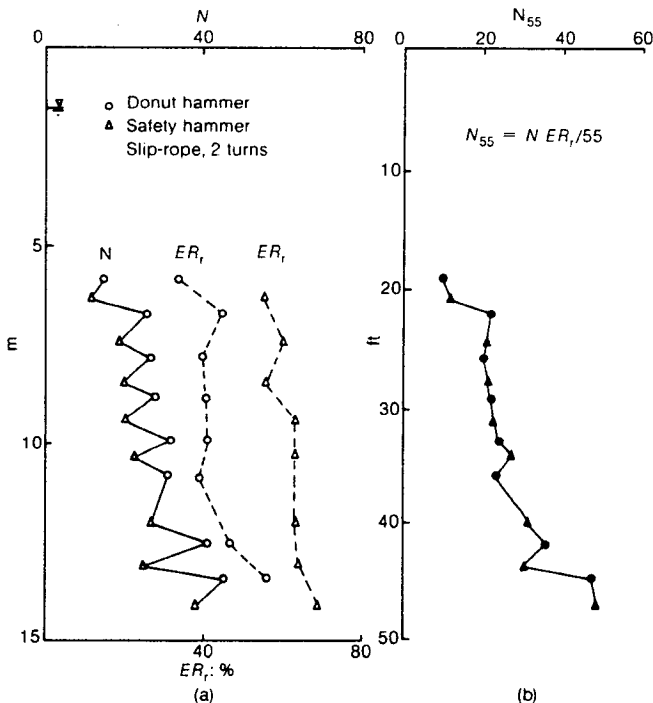 N
0
40
80
Donut hammer
Safety hammer
Slip-rope, 2 turns
N
ER_r
ER_r
5
10
15
m
40
80
ER_r: %
(a)
N_55
0
20
40
60
N_55 = N ER_r/55
10
20
30
40
50
ft
(b)